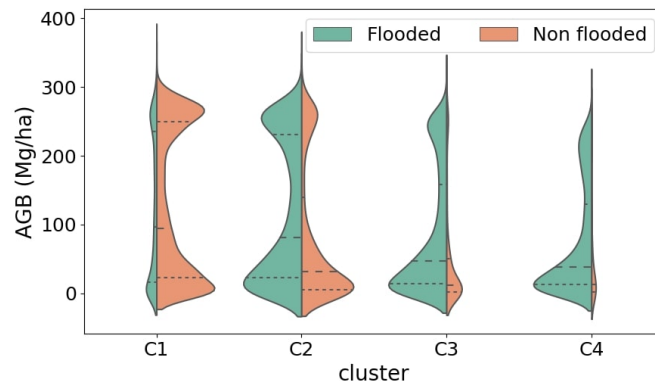 400
300
200
100
0
AGB (Mg/ha)
Flooded Non flooded
C1 C2 C3 C4
cluster